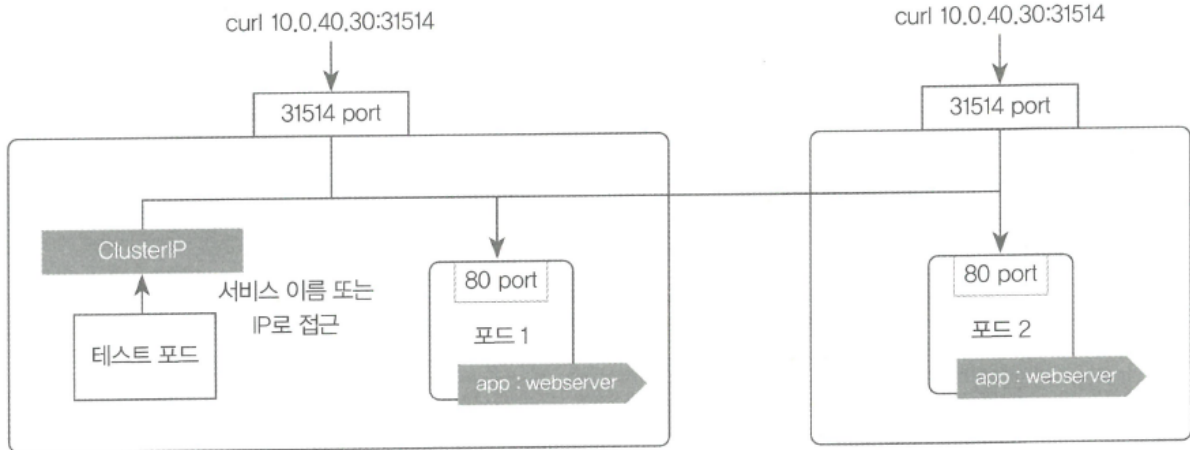 curl 10.0.40.30:31514
curl 10.0.40.30:31514
31514 port
31514 port
ClusterIP
서비스 이름 또는
IP로 접근
테스트 포드
80 port
포드 1
app : webserver
80 port
포드 2
app : webserver